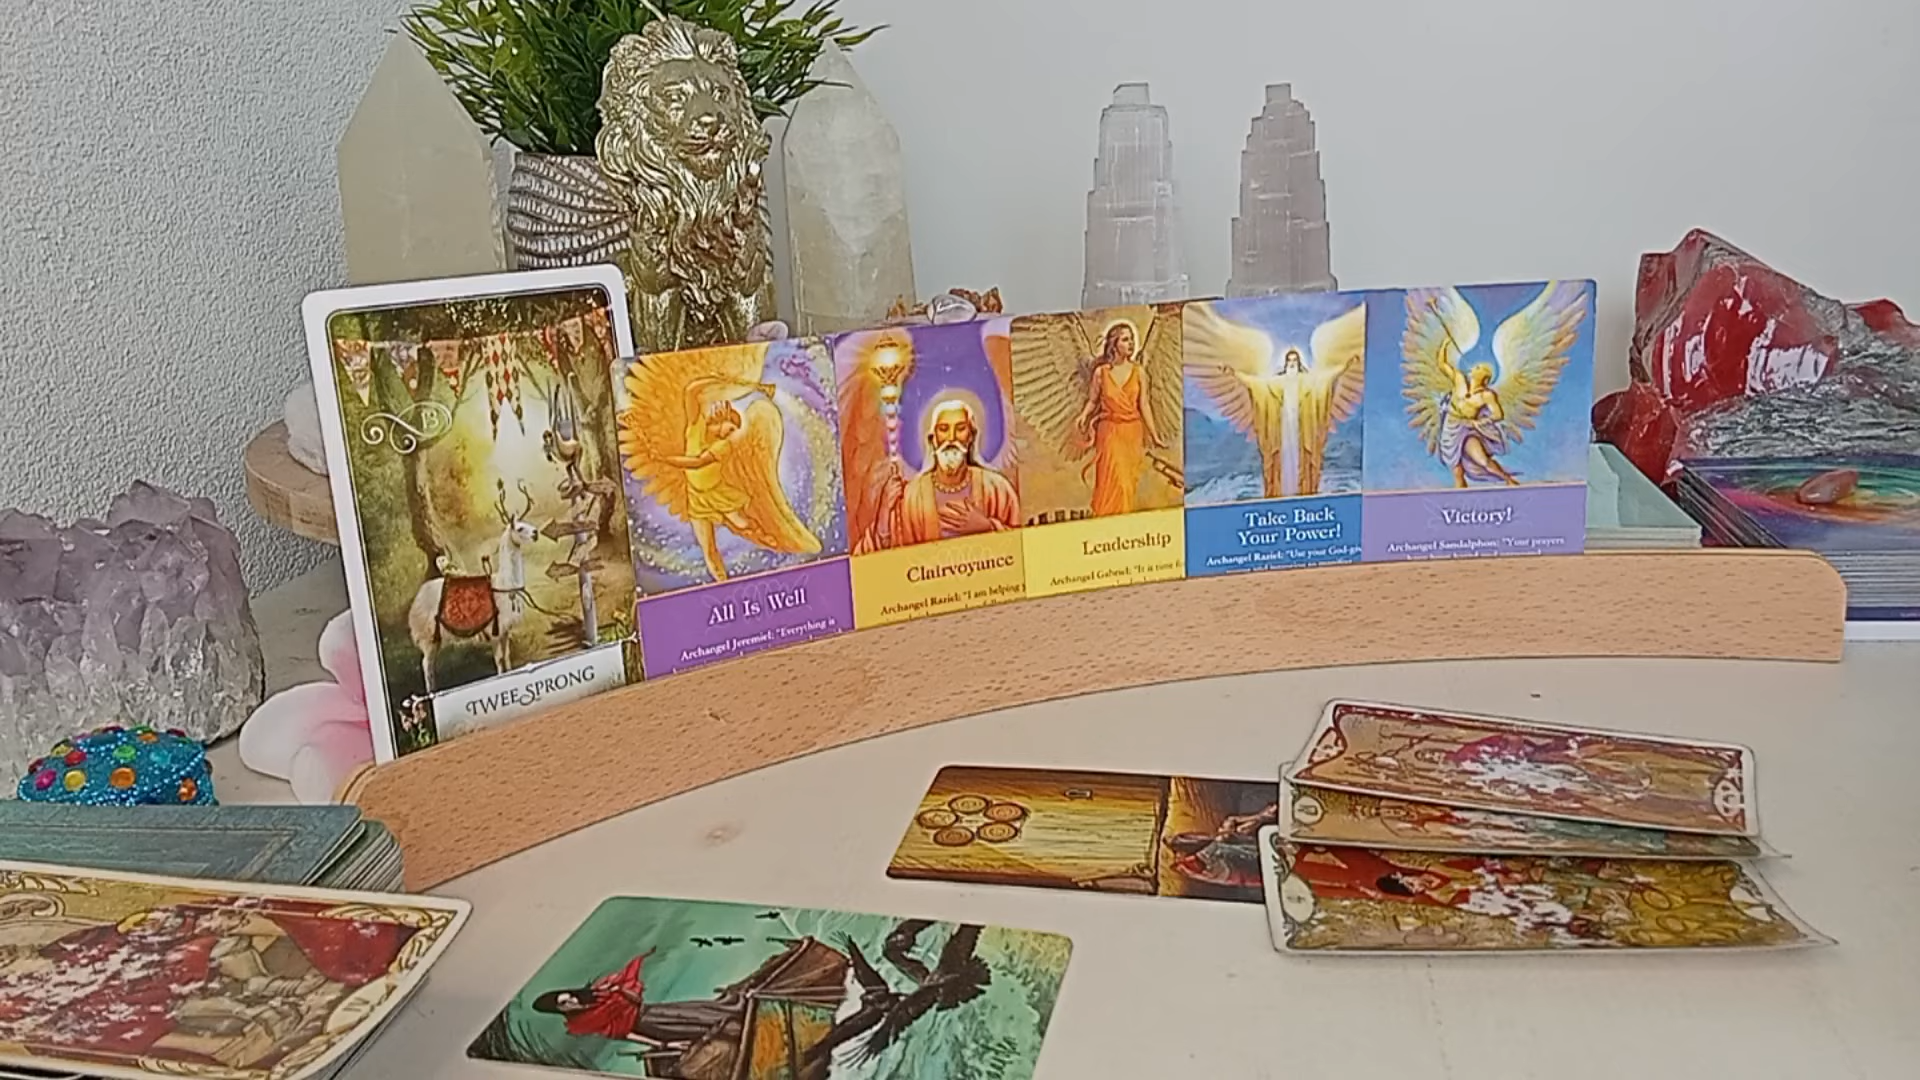 TWEESPRONG
All Is Well
Archangel Jeremiel: "Everything is
Clairvoyance
Archangel Raziel: "I am helping
Leadership
Archangel Gabriel: "It is time
Take Back
Your Power!
Archangel Raziel: "Use your God-
Victory!
Archangel Sandalphon: "Your prayers